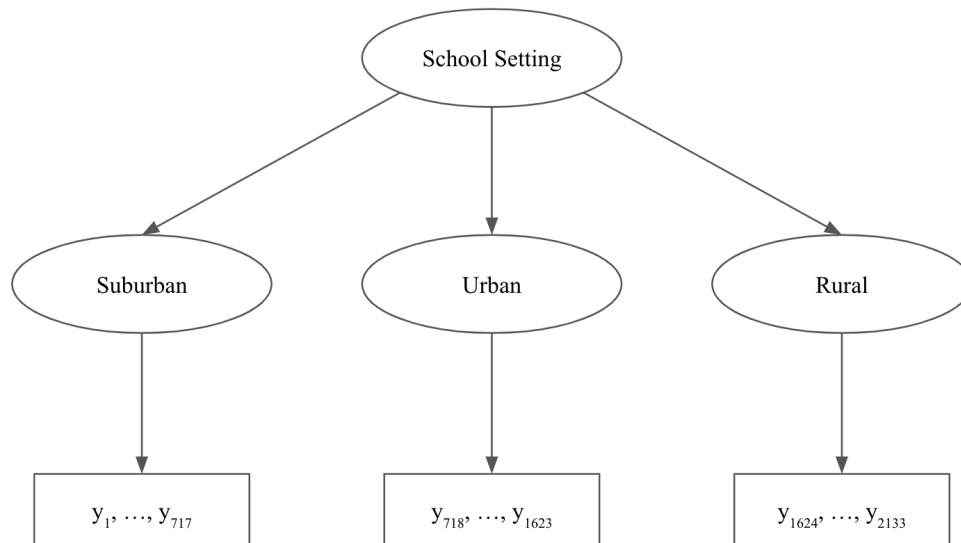 School Setting
Suburban
Urban
Rural
y₁, …, y₇₁₇
y₇₁₈, …, y₁₆₂₃
y₁₆₂₄, …, y₂₁₃₃